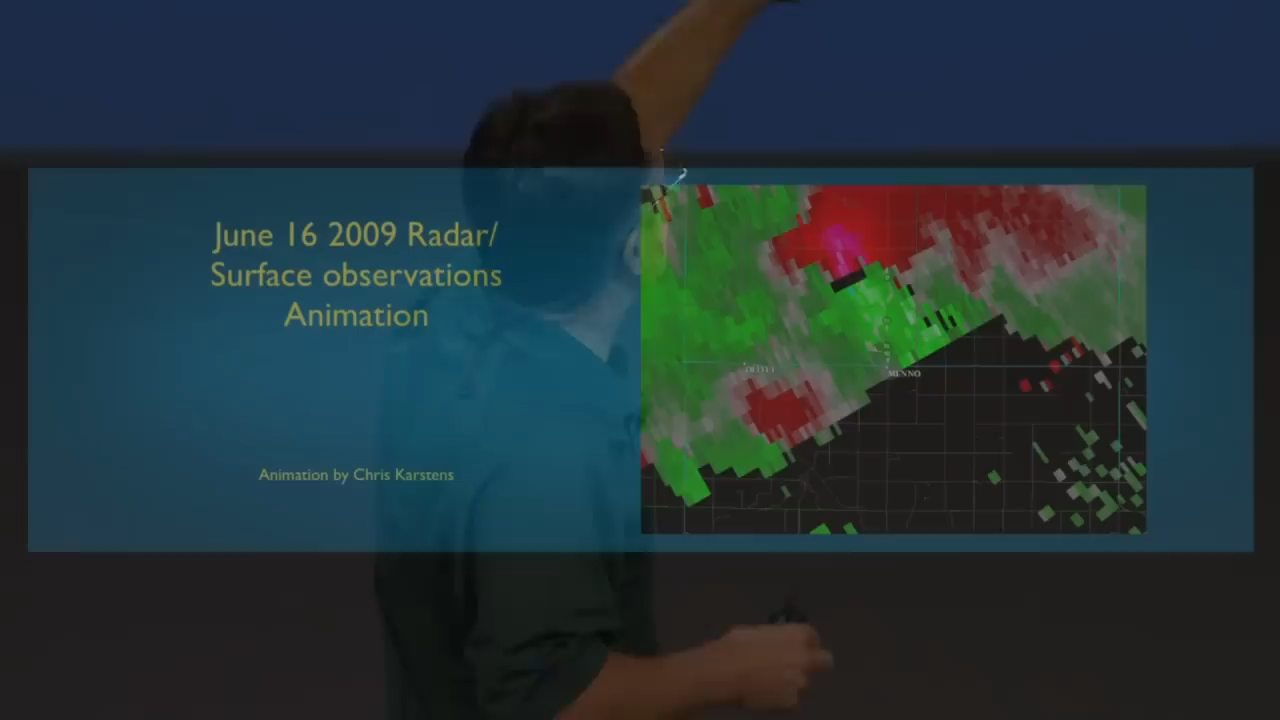 June 16 2009 Radar/
Surface observations
Animation
Animation by Chris Karstens
MENNO